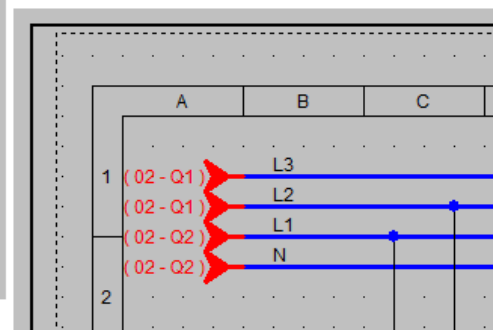 A B C
1 ( 02 - Q1 ) L3
( 02 - Q1 ) L2
( 02 - Q2 ) L1
( 02 - Q2 ) N
2